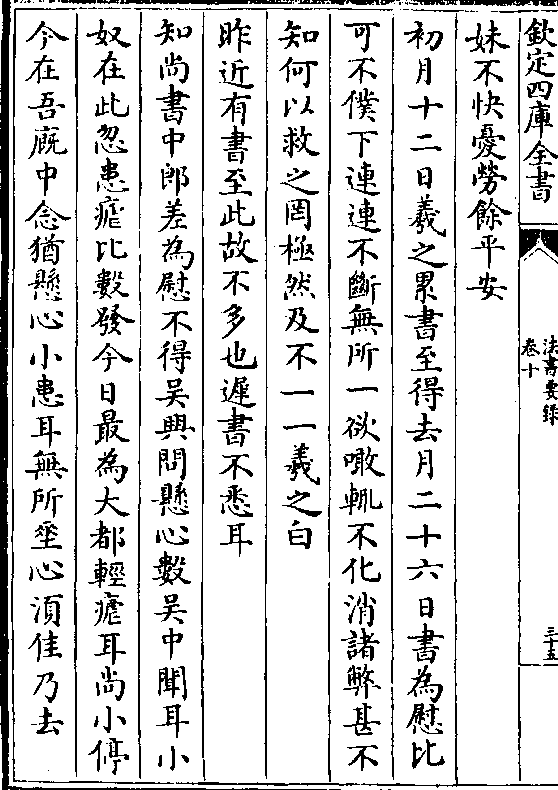 欽定四庫全書
法書要錄
卷十
三十五
妹不快憂勞餘平安
初月十二日羲之累書至得去月二十六日書為慰比
可不僕下連連不斷無所一欲噉輒不化消諸弊甚不
知何以救之罔極然及不一一羲之白
昨近有書至此故不多也遲書不悉耳
知尚書中郎差為慰不得吳興問懸心數吳中聞耳小
奴在此忽患瘧比數發今日最為大都輕瘧耳尚小停
今在吾廐中念猶懸心小患耳無所坐心湏佳乃去